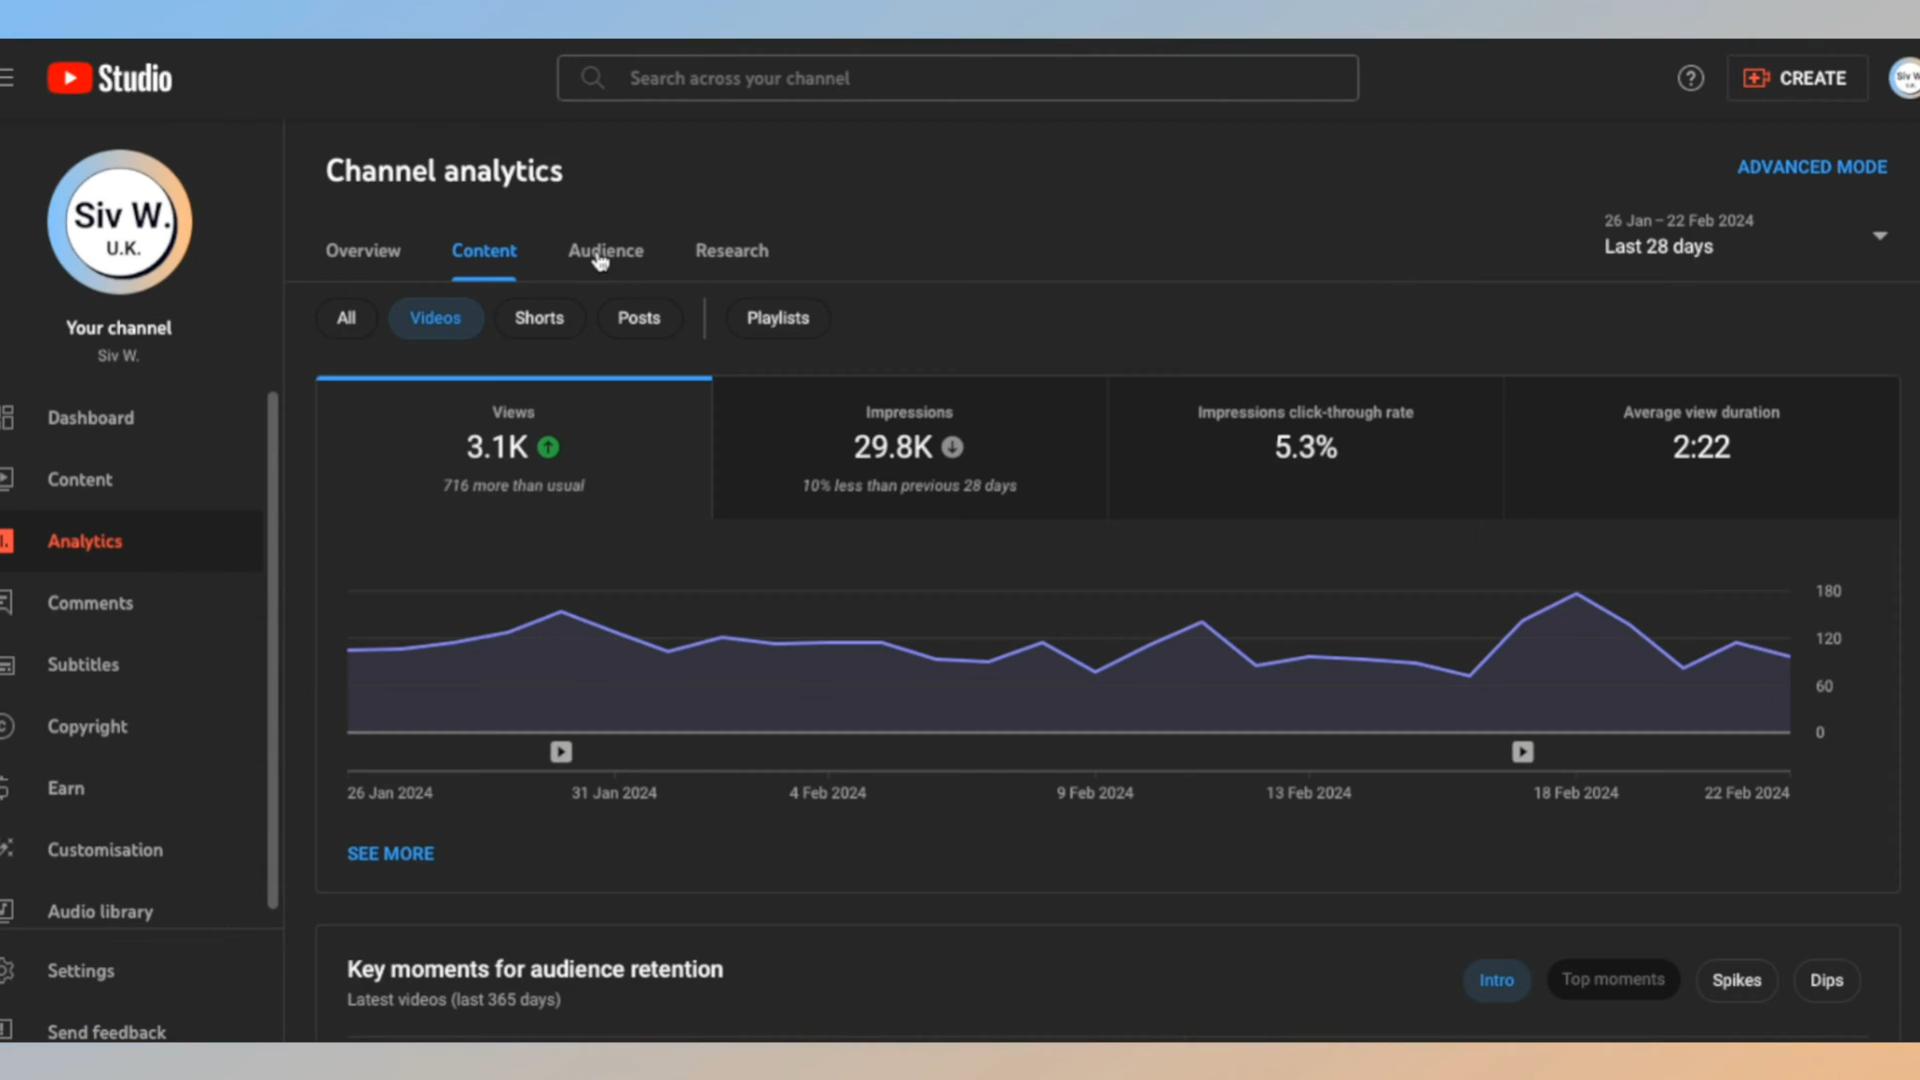 Studio
Search across your channel
CREATE
Siv W.
U.K.
Your channel
Siv W.
Dashboard
Content
Analytics
Comments
Subtitles
Copyright
Earn
Customisation
Audio library
Settings
Send feedback
Channel analytics
ADVANCED MODE
Overview Content Audience Research
26 Jan – 22 Feb 2024
Last 28 days
All Videos Shorts Posts Playlists
Views
3.1K
716 more than usual
Impressions
29.8K
10% less than previous 28 days
Impressions click-through rate
5.3%
Average view duration
2:22
180
120
60
0
26 Jan 2024 31 Jan 2024 4 Feb 2024 9 Feb 2024 13 Feb 2024 18 Feb 2024 22 Feb 2024
SEE MORE
Key moments for audience retention
Latest videos (last 365 days)
Intro Top moments Spikes Dips